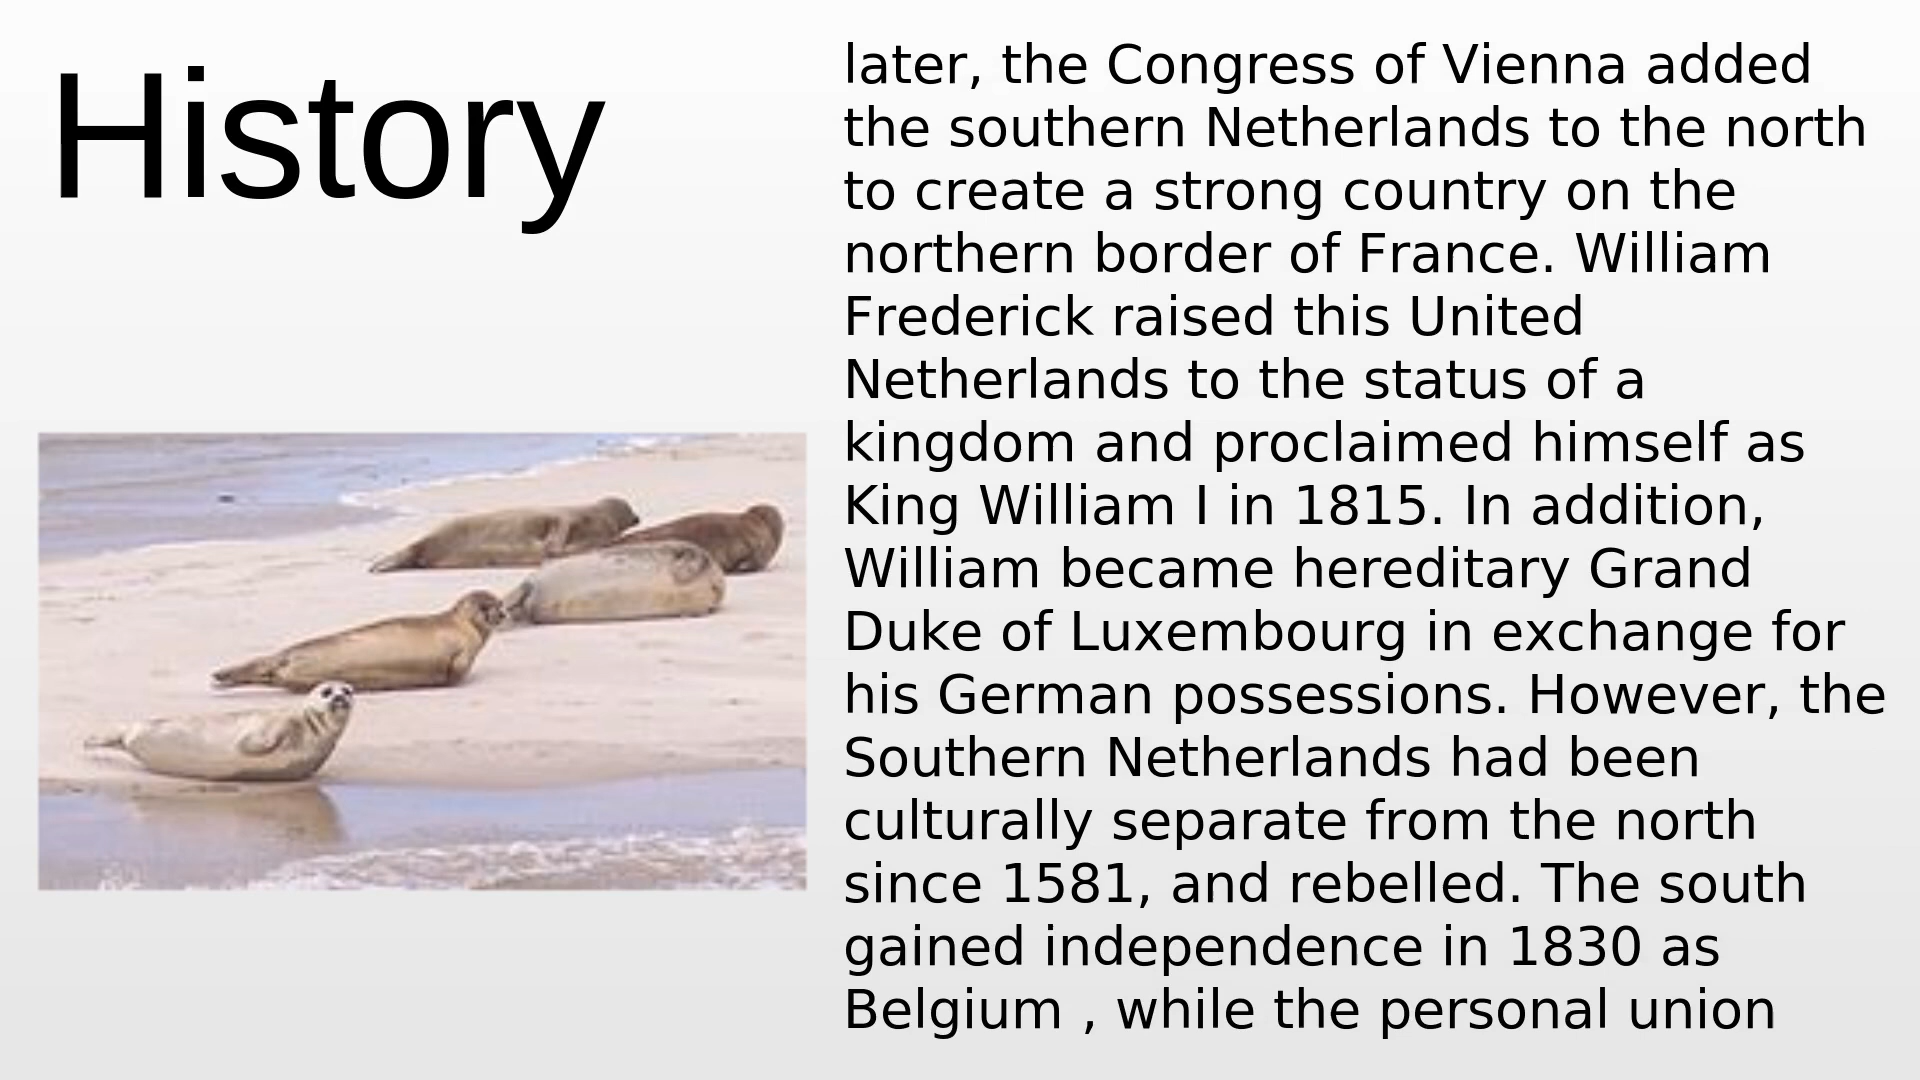 History
later, the Congress of Vienna added
the southern Netherlands to the north
to create a strong country on the
northern border of France. William
Frederick raised this United
Netherlands to the status of a
kingdom and proclaimed himself as
King William I in 1815. In addition,
William became hereditary Grand
Duke of Luxembourg in exchange for
his German possessions. However, the
Southern Netherlands had been
culturally separate from the north
since 1581, and rebelled. The south
gained independence in 1830 as
Belgium , while the personal union